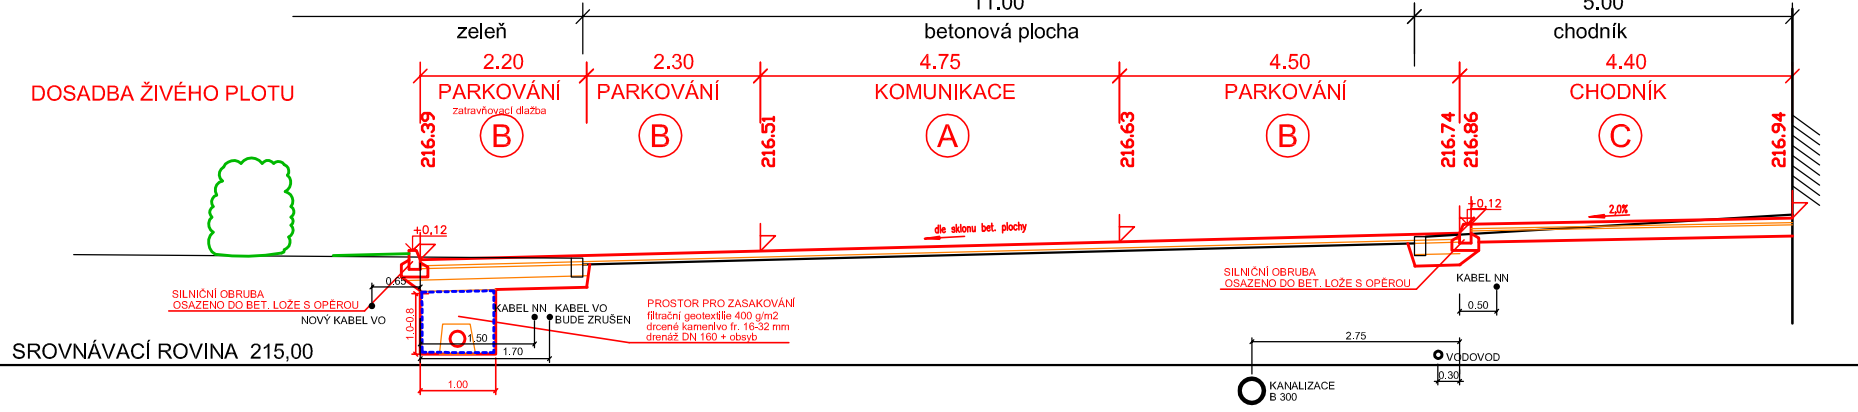 11.00
5.00
zeleň
betonová plocha
chodník
2.20
2.30
4.75
4.50
4.40
DOSADBA ŽIVÉHO PLOTU
PARKOVÁNÍ
zatravňovací dlažba
PARKOVÁNÍ
KOMUNIKACE
PARKOVÁNÍ
CHODNÍK
B
B
A
B
C
216.39
216.51
216.63
216.74
216.86
216.94
+0,12
dle sklonu bet. plochy
+0,12
2,0%
SILNIČNÍ OBRUBA
OSAZENO DO BET. LOŽE S OPĚROU
0.65
NOVÝ KABEL VO
1.0-0.8
KABEL NN
KABEL VO
BUDE ZRUŠEN
1.50
1.70
1.00
PROSTOR PRO ZASAKOVÁNÍ
filtrační geotextilie 400 g/m2
drcené kamenivo fr. 16-32 mm
drenáž DN 160 + obsyb
SILNIČNÍ OBRUBA
OSAZENO DO BET. LOŽE S OPĚROU
KABEL NN
0.50
2.75
VODOVOD
0.30
KANALIZACE
B 300
SROVNÁVACÍ ROVINA 215,00